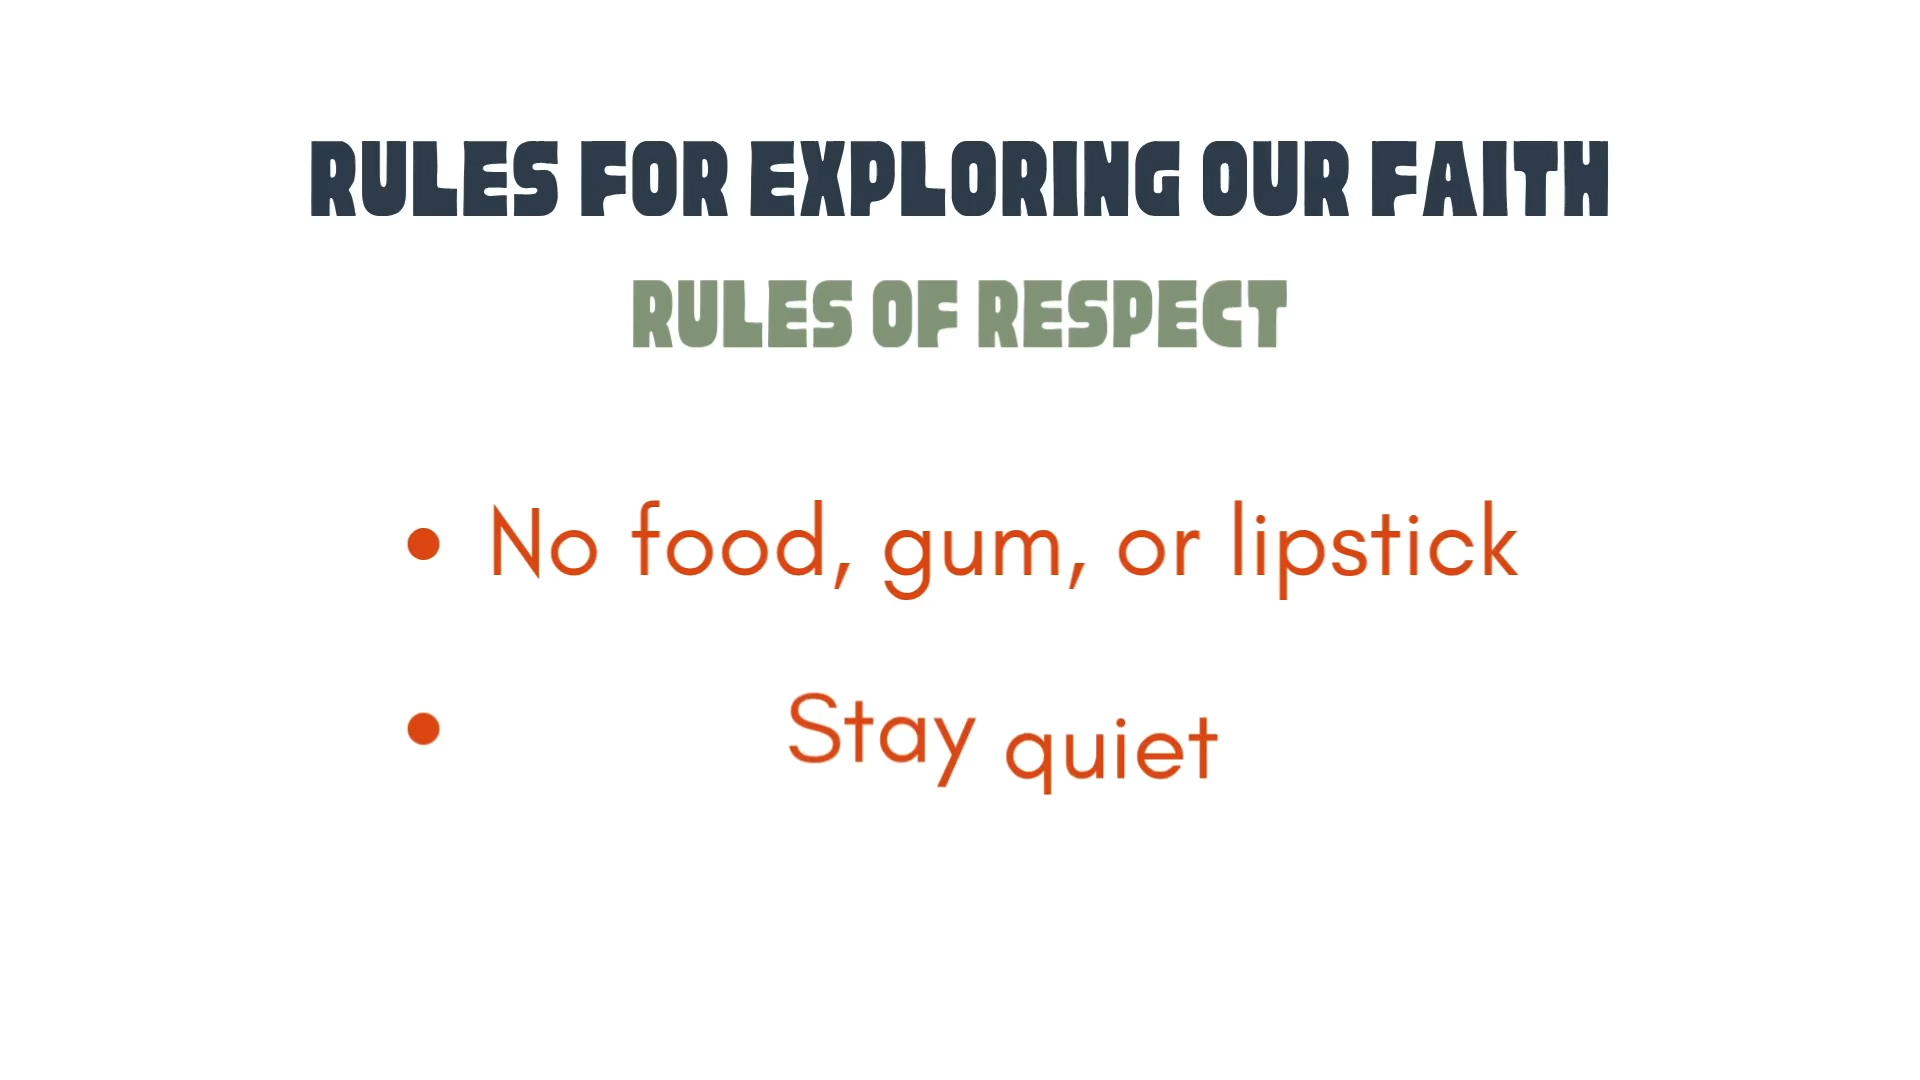 RULES FOR EXPLORING OUR FAITH
RULES OF RESPECT
• No food, gum, or lipstick
• Stay quiet